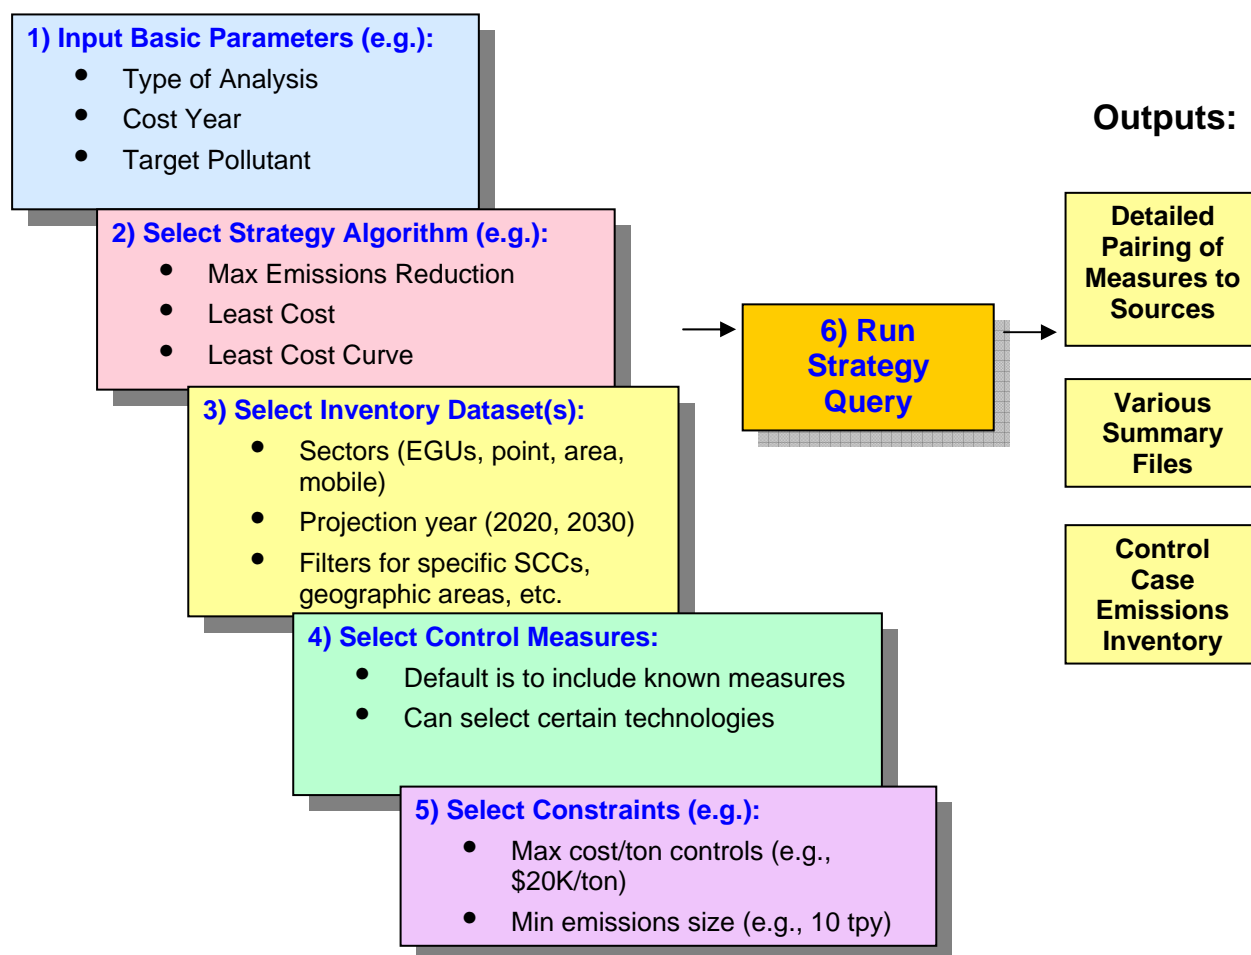 1) Input Basic Parameters (e.g.):
• Type of Analysis
• Cost Year
• Target Pollutant
2) Select Strategy Algorithm (e.g.):
• Max Emissions Reduction
• Least Cost
• Least Cost Curve
3) Select Inventory Dataset(s):
• Sectors (EGUs, point, area,
mobile)
• Projection year (2020, 2030)
• Filters for specific SCCs,
geographic areas, etc.
4) Select Control Measures:
• Default is to include known measures
• Can select certain technologies
5) Select Constraints (e.g.):
• Max cost/ton controls (e.g.,
$20K/ton)
• Min emissions size (e.g., 10 tpy)
6) Run
Strategy
Query
Outputs:
Detailed
Pairing of
Measures to
Sources
Various
Summary
Files
Control
Case
Emissions
Inventory